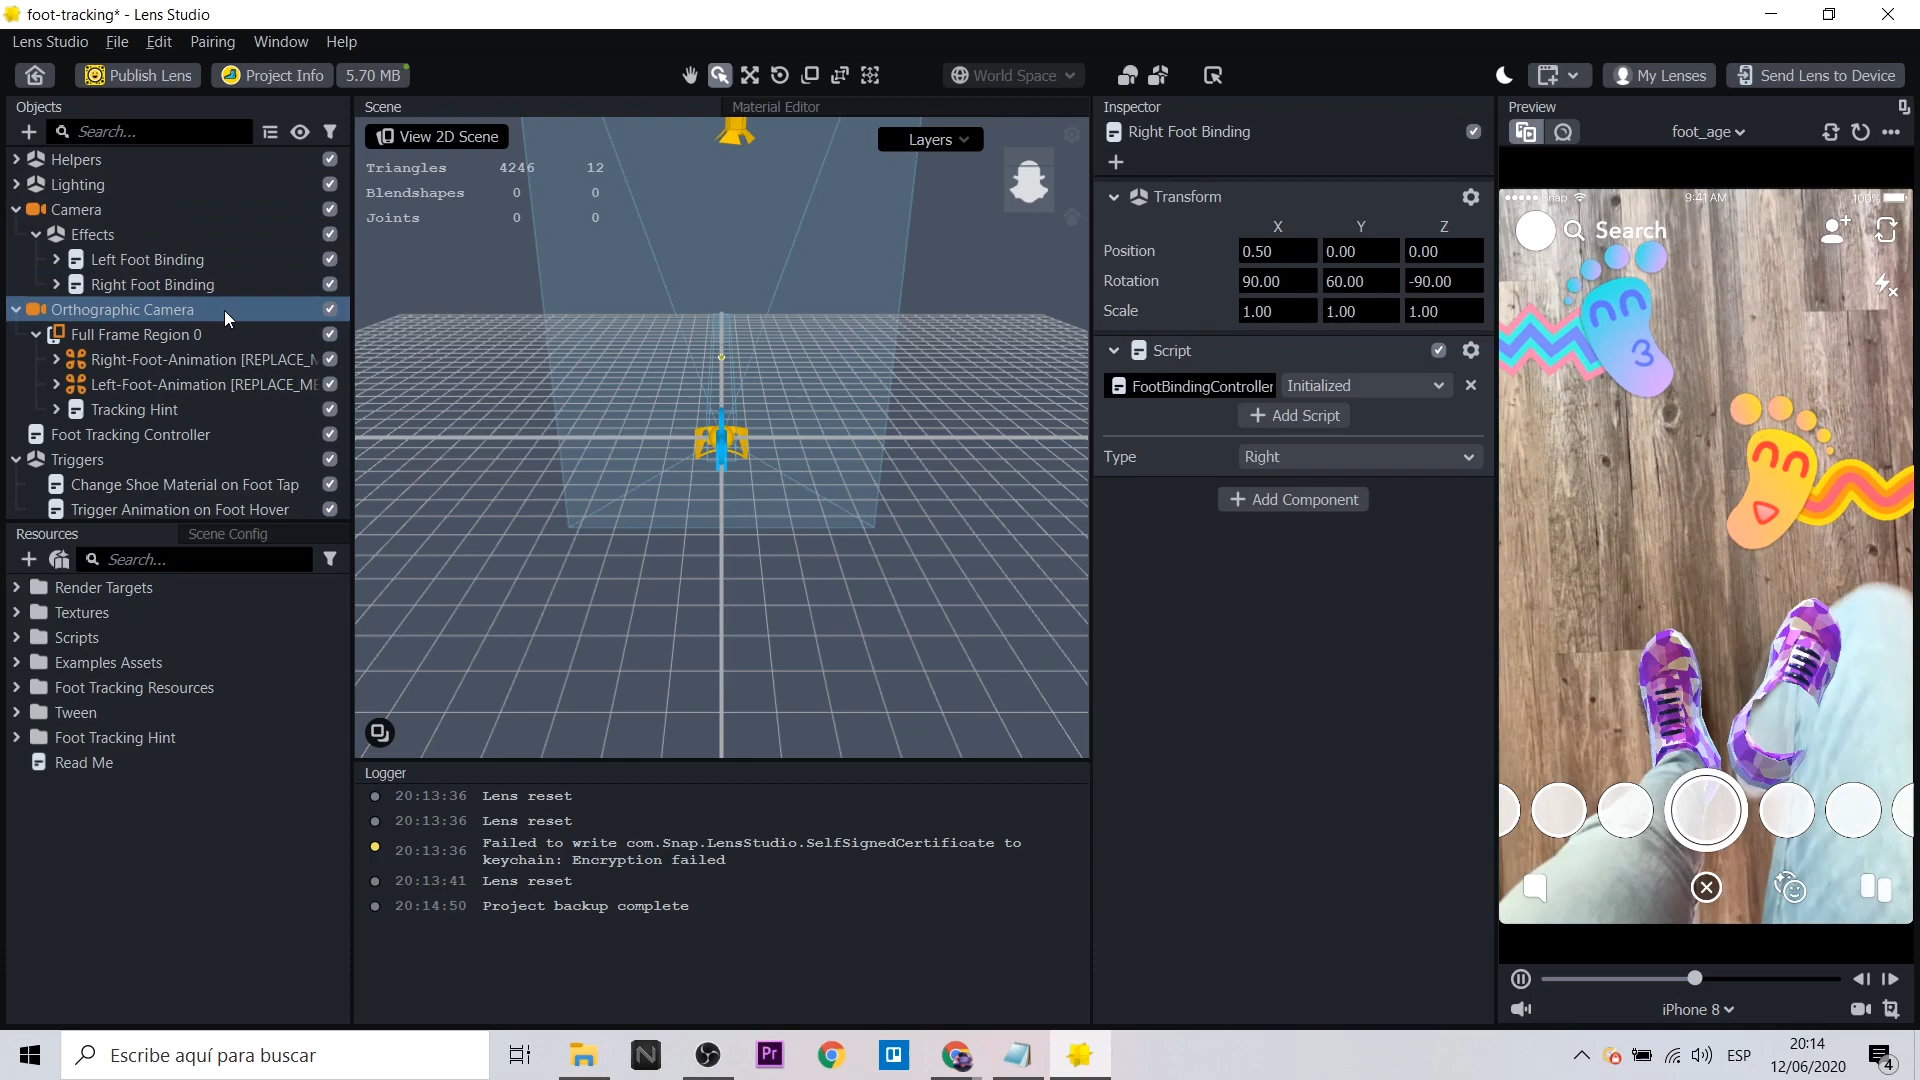 foot-tracking* - Lens Studio
Lens Studio File Edit Pairing Window Help
Publish Lens Project Info 5.70 MB World Space My Lenses Send Lens to Device
Objects
Search...
Helpers
Lighting
Camera
Effects
Left Foot Binding
Right Foot Binding
Orthographic Camera
Full Frame Region 0
Right-Foot-Animation [REPLACE_M
Left-Foot-Animation [REPLACE_ME
Tracking Hint
Foot Tracking Controller
Triggers
Change Shoe Material on Foot Tap
Trigger Animation on Foot Hover
Resources Scene Config
Search...
Render Targets
Textures
Scripts
Examples Assets
Foot Tracking Resources
Tween
Foot Tracking Hint
Read Me
Scene Material Editor
View 2D Scene Layers
Triangles 4246 12
Blendshapes 0 0
Joints 0 0
Logger
20:13:36 Lens reset
20:13:36 Lens reset
20:13:36 Failed to write com.Snap.LensStudio.SelfSignedCertificate to
keychain: Encryption failed
20:13:41 Lens reset
20:14:50 Project backup complete
Inspector
Right Foot Binding
Transform
X Y Z
Position 0.50 0.00 0.00
Rotation 90.00 60.00 -90.00
Scale 1.00 1.00 1.00
Script
FootBindingController Initialized
+ Add Script
Type Right
+ Add Component
Preview
foot_age
Snap 9:41 AM 100%
Search
iPhone 8
Escribe aquí para buscar
N
Pr
ESP
20:14
12/06/2020
4